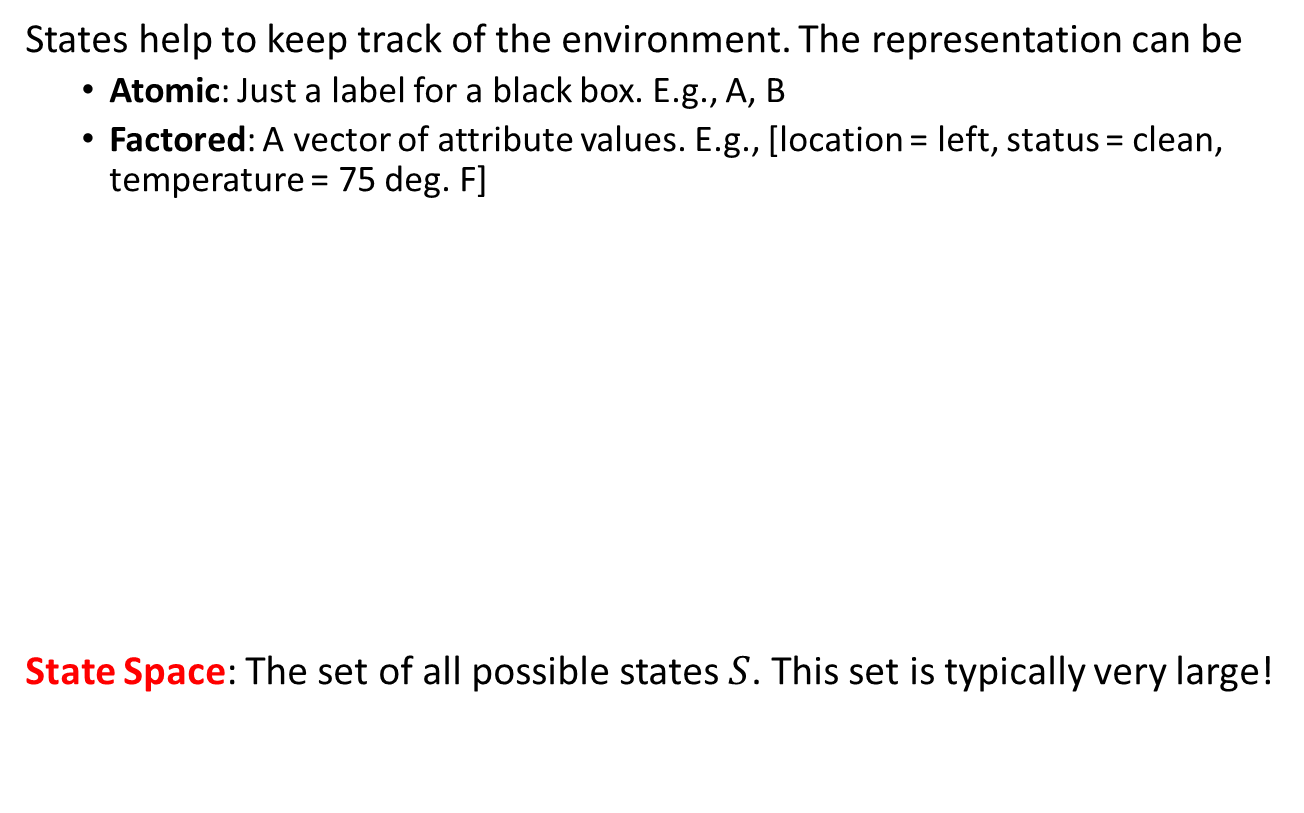 States help to keep track of the environment. The representation can be
• Atomic: Just a label for a black box. E.g., A, B
• Factored: A vector of attribute values. E.g., [location = left, status = clean,
temperature = 75 deg. F]
State Space: The set of all possible states S. This set is typically very large!